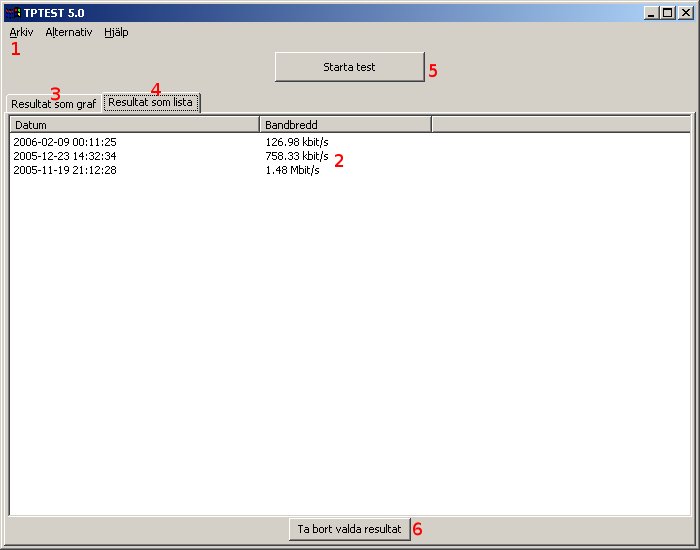 TPTEST 5.0
Arkiv Alternativ Hjälp
1
Starta test 5
3 4
Resultat som graf Resultat som lista
Datum Bandbredd
2006-02-09 00:11:25 126.98 kbit/s
2005-12-23 14:32:34 758.33 kbit/s 2
2005-11-19 21:12:28 1.48 Mbit/s
Ta bort valda resultat 6